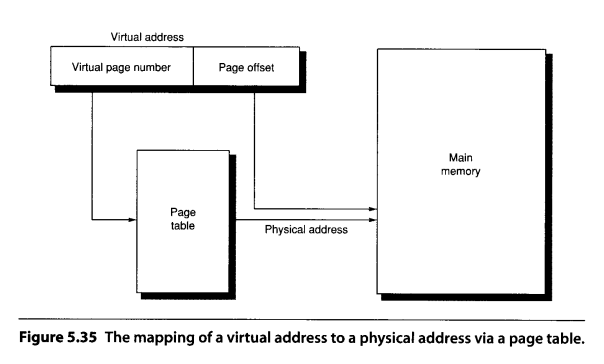 Virtual address
Virtual page number
Page offset
Main
memory
Page
table
Physical address
Figure 5.35 The mapping of a virtual address to a physical address via a page table.